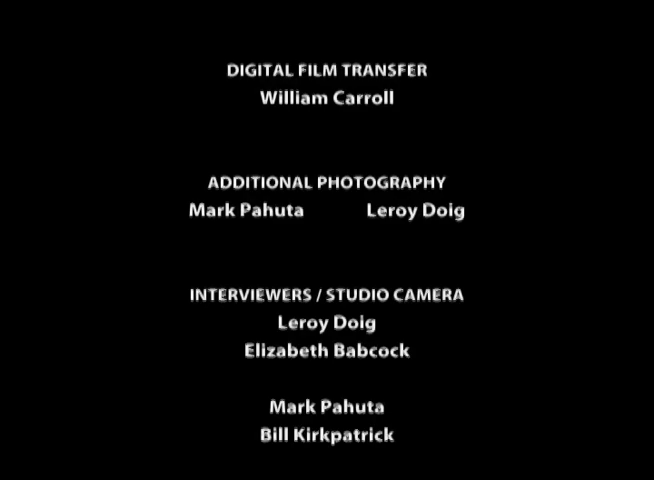 DIGITAL FILM TRANSFER
William Carroll
ADDITIONAL PHOTOGRAPHY
Mark Pahuta Leroy Doig
INTERVIEWERS / STUDIO CAMERA
Leroy Doig
Elizabeth Babcock
Mark Pahuta
Bill Kirkpatrick